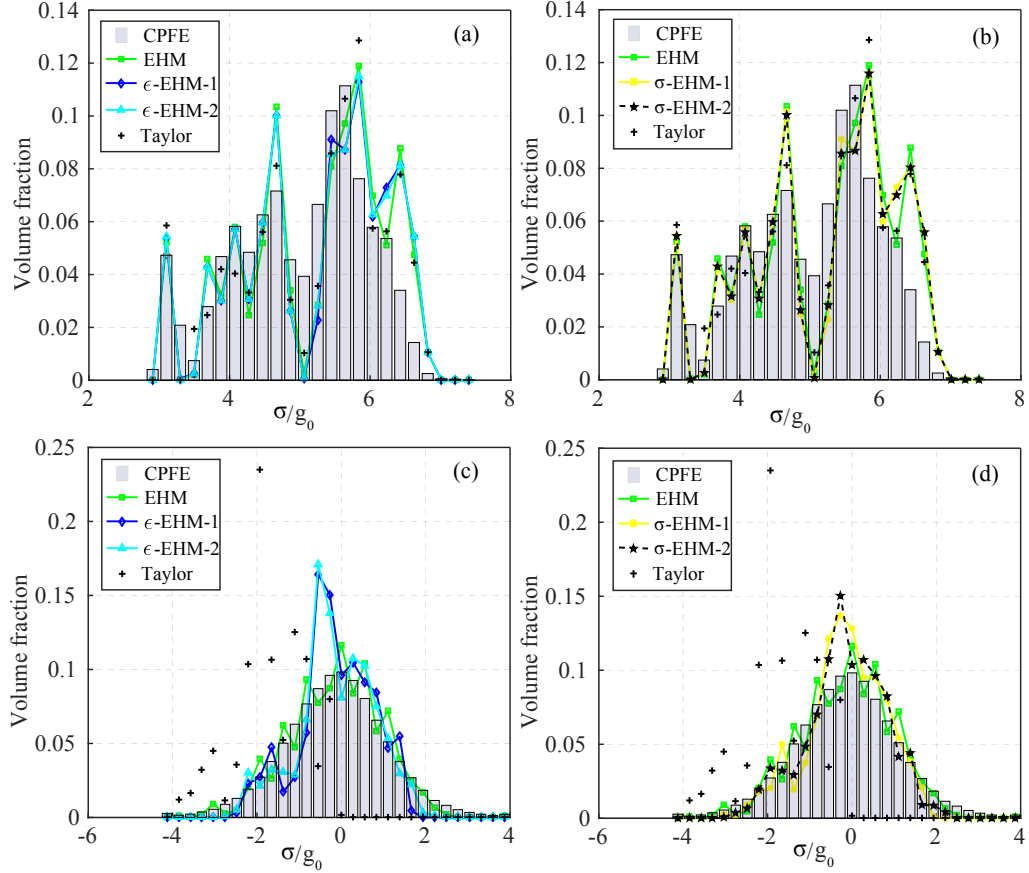 0.14
0.12
0.1
0.08
0.06
0.04
0.02
0
Volume fraction
CPFE
EHM
ϵ-EHM-1
ϵ-EHM-2
Taylor
(a)
2
4
6
8
σ/g₀
0.14
0.12
0.1
0.08
0.06
0.04
0.02
0
Volume fraction
CPFE
EHM
σ-EHM-1
σ-EHM-2
Taylor
(b)
2
4
6
8
σ/g₀
0.25
0.2
0.15
0.1
0.05
0
Volume fraction
CPFE
EHM
ϵ-EHM-1
ϵ-EHM-2
Taylor
(c)
-6
-4
-2
0
2
4
σ/g₀
0.25
0.2
0.15
0.1
0.05
0
Volume fraction
CPFE
EHM
σ-EHM-1
σ-EHM-2
Taylor
(d)
-6
-4
-2
0
2
4
σ/g₀